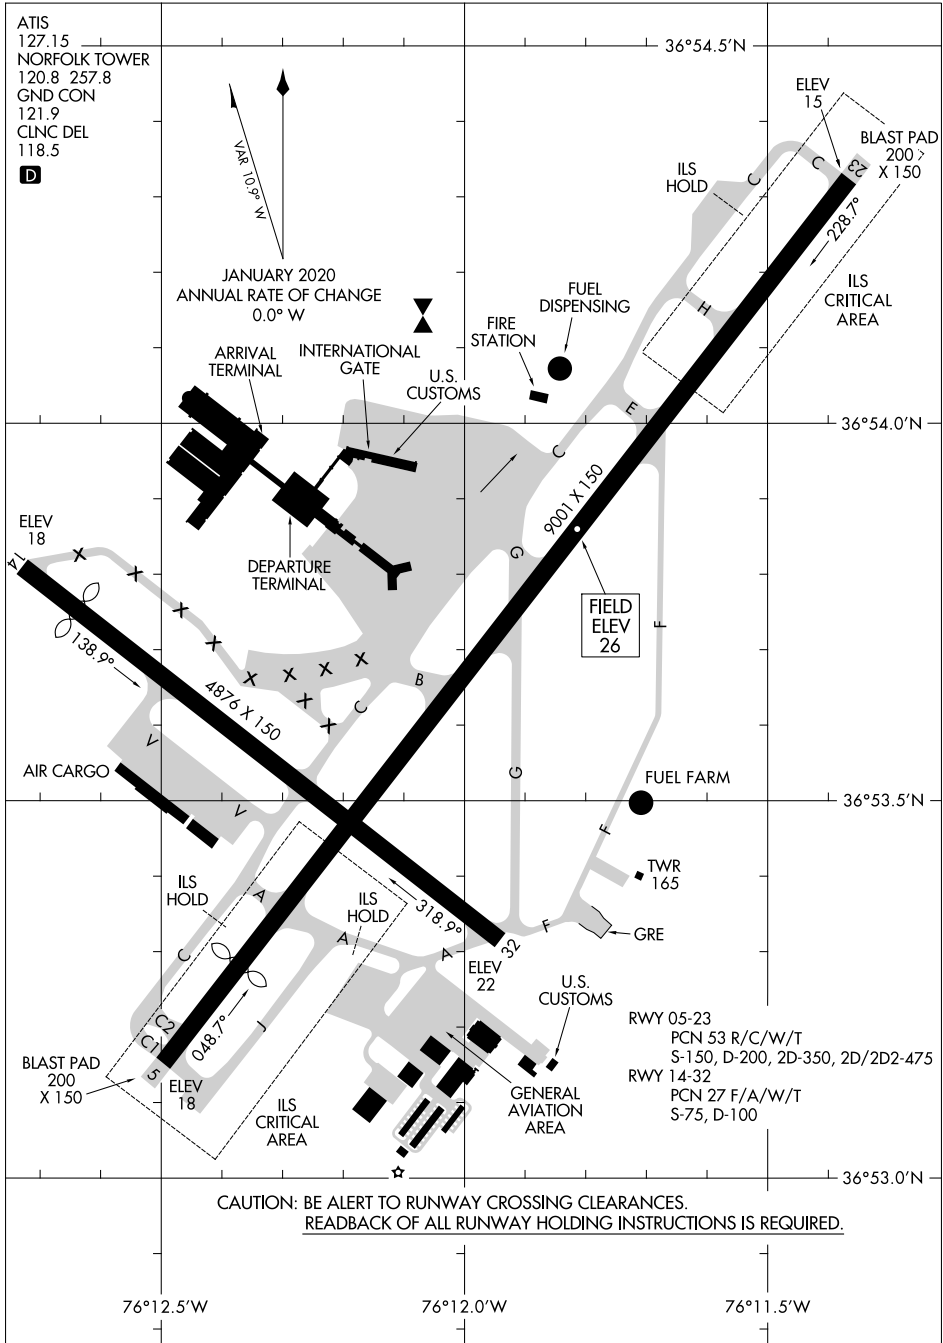 ATIS
127.15
NORFOLK TOWER
120.8 257.8
GND CON
121.9
CLNC DEL
118.5
D
VAR 10.9° W
JANUARY 2020
ANNUAL RATE OF CHANGE
0.0° W
36°54.5'N
ELEV
15
BLAST PAD
200
X 150
23
C
C
ILS
HOLD
228.7°
ILS
CRITICAL
AREA
H
FUEL
DISPENSING
FIRE
STATION
ARRIVAL
TERMINAL
INTERNATIONAL
GATE
U.S.
CUSTOMS
E
36°54.0'N
C
9001 X 150
ELEV
18
14
X
X
X
X
X
X
X
X
X
X
DEPARTURE
TERMINAL
G
FIELD
ELEV
26
F
138.9°
4876 X 150
B
C
V
V
AIR CARGO
G
FUEL FARM
36°53.5'N
F
TWR
165
ILS
HOLD
A
ILS
HOLD
318.9°
A
A
F
GRE
32
ELEV
22
C
U.S.
CUSTOMS
C2
C1
048.7°
J
5
ELEV
18
BLAST PAD
200
X 150
ILS
CRITICAL
AREA
GENERAL
AVIATION
AREA
RWY 05-23
PCN 53 R/C/W/T
S-150, D-200, 2D-350, 2D/2D2-475
RWY 14-32
PCN 27 F/A/W/T
S-75, D-100
36°53.0'N
CAUTION: BE ALERT TO RUNWAY CROSSING CLEARANCES.
READBACK OF ALL RUNWAY HOLDING INSTRUCTIONS IS REQUIRED.
76°12.5'W
76°12.0'W
76°11.5'W